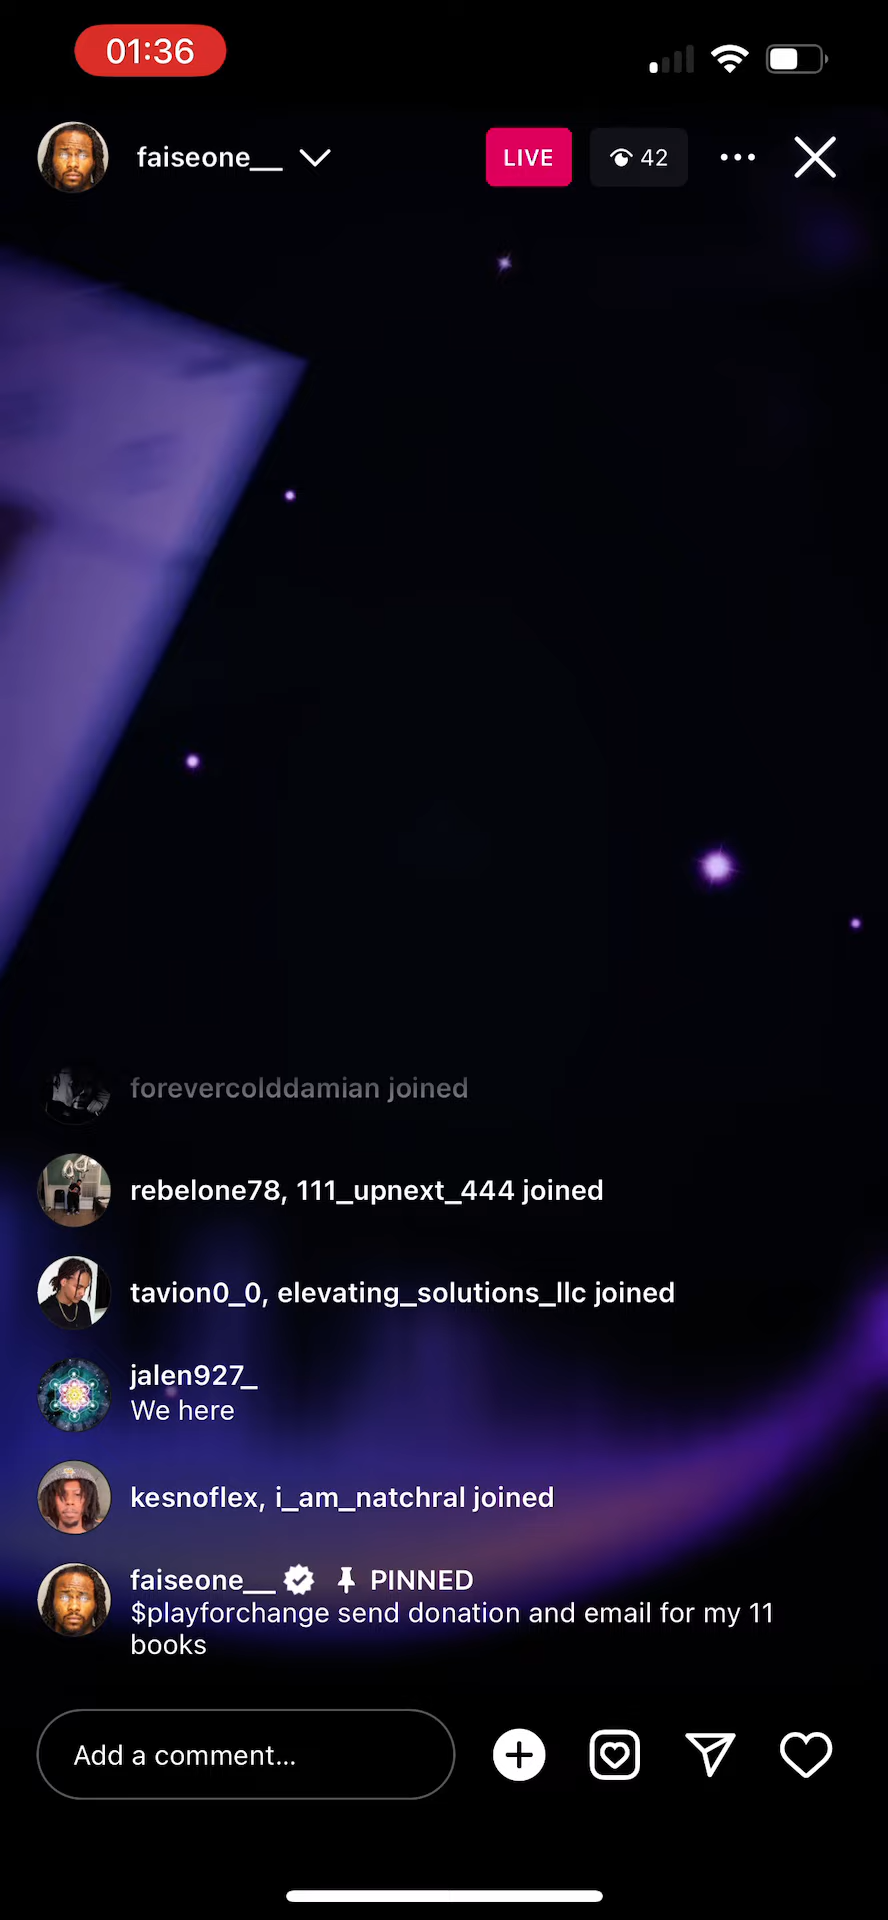 01:36
faiseone__
LIVE
42
forevercolddamian joined
rebelone78, 111_upnext_444 joined
tavion0_0, elevating_solutions_llc joined
jalen927_
We here
kesnoflex, i_am_natchral joined
faiseone__ PINNED
$playforchange send donation and email for my 11
books
Add a comment...